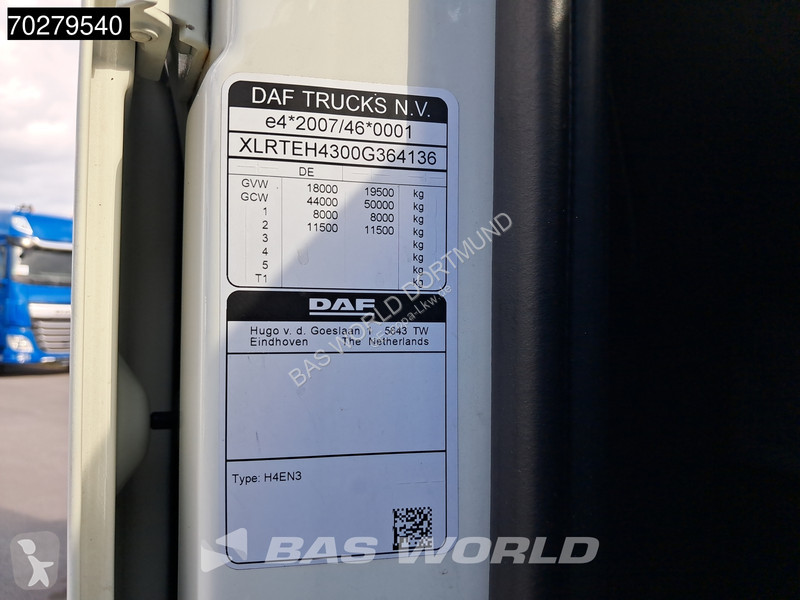 70279540
DAF TRUCKS N.V.
e4*2007/46*0001
XLRTEH4300G364136
DE
GVW 18000 19500 kg
GCW 44000 50000 kg
1 8000 8000 kg
2 11500 11500 kg
3 kg
4 kg
5 kg
T1 kg
DAF
Hugo v. d. Goeslaan 1 5643 TW
Eindhoven The Netherlands
BAS WORLD DORTMUND
Type: H4EN3
BAS WORLD